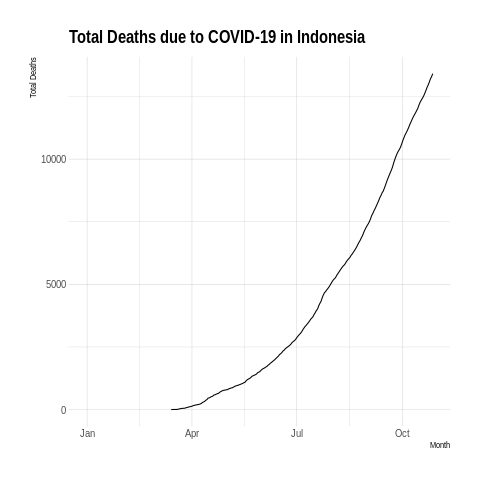 Total Deaths due to COVID-19 in Indonesia
Total Deaths
10000
5000
0
Jan Apr Jul Oct
Month